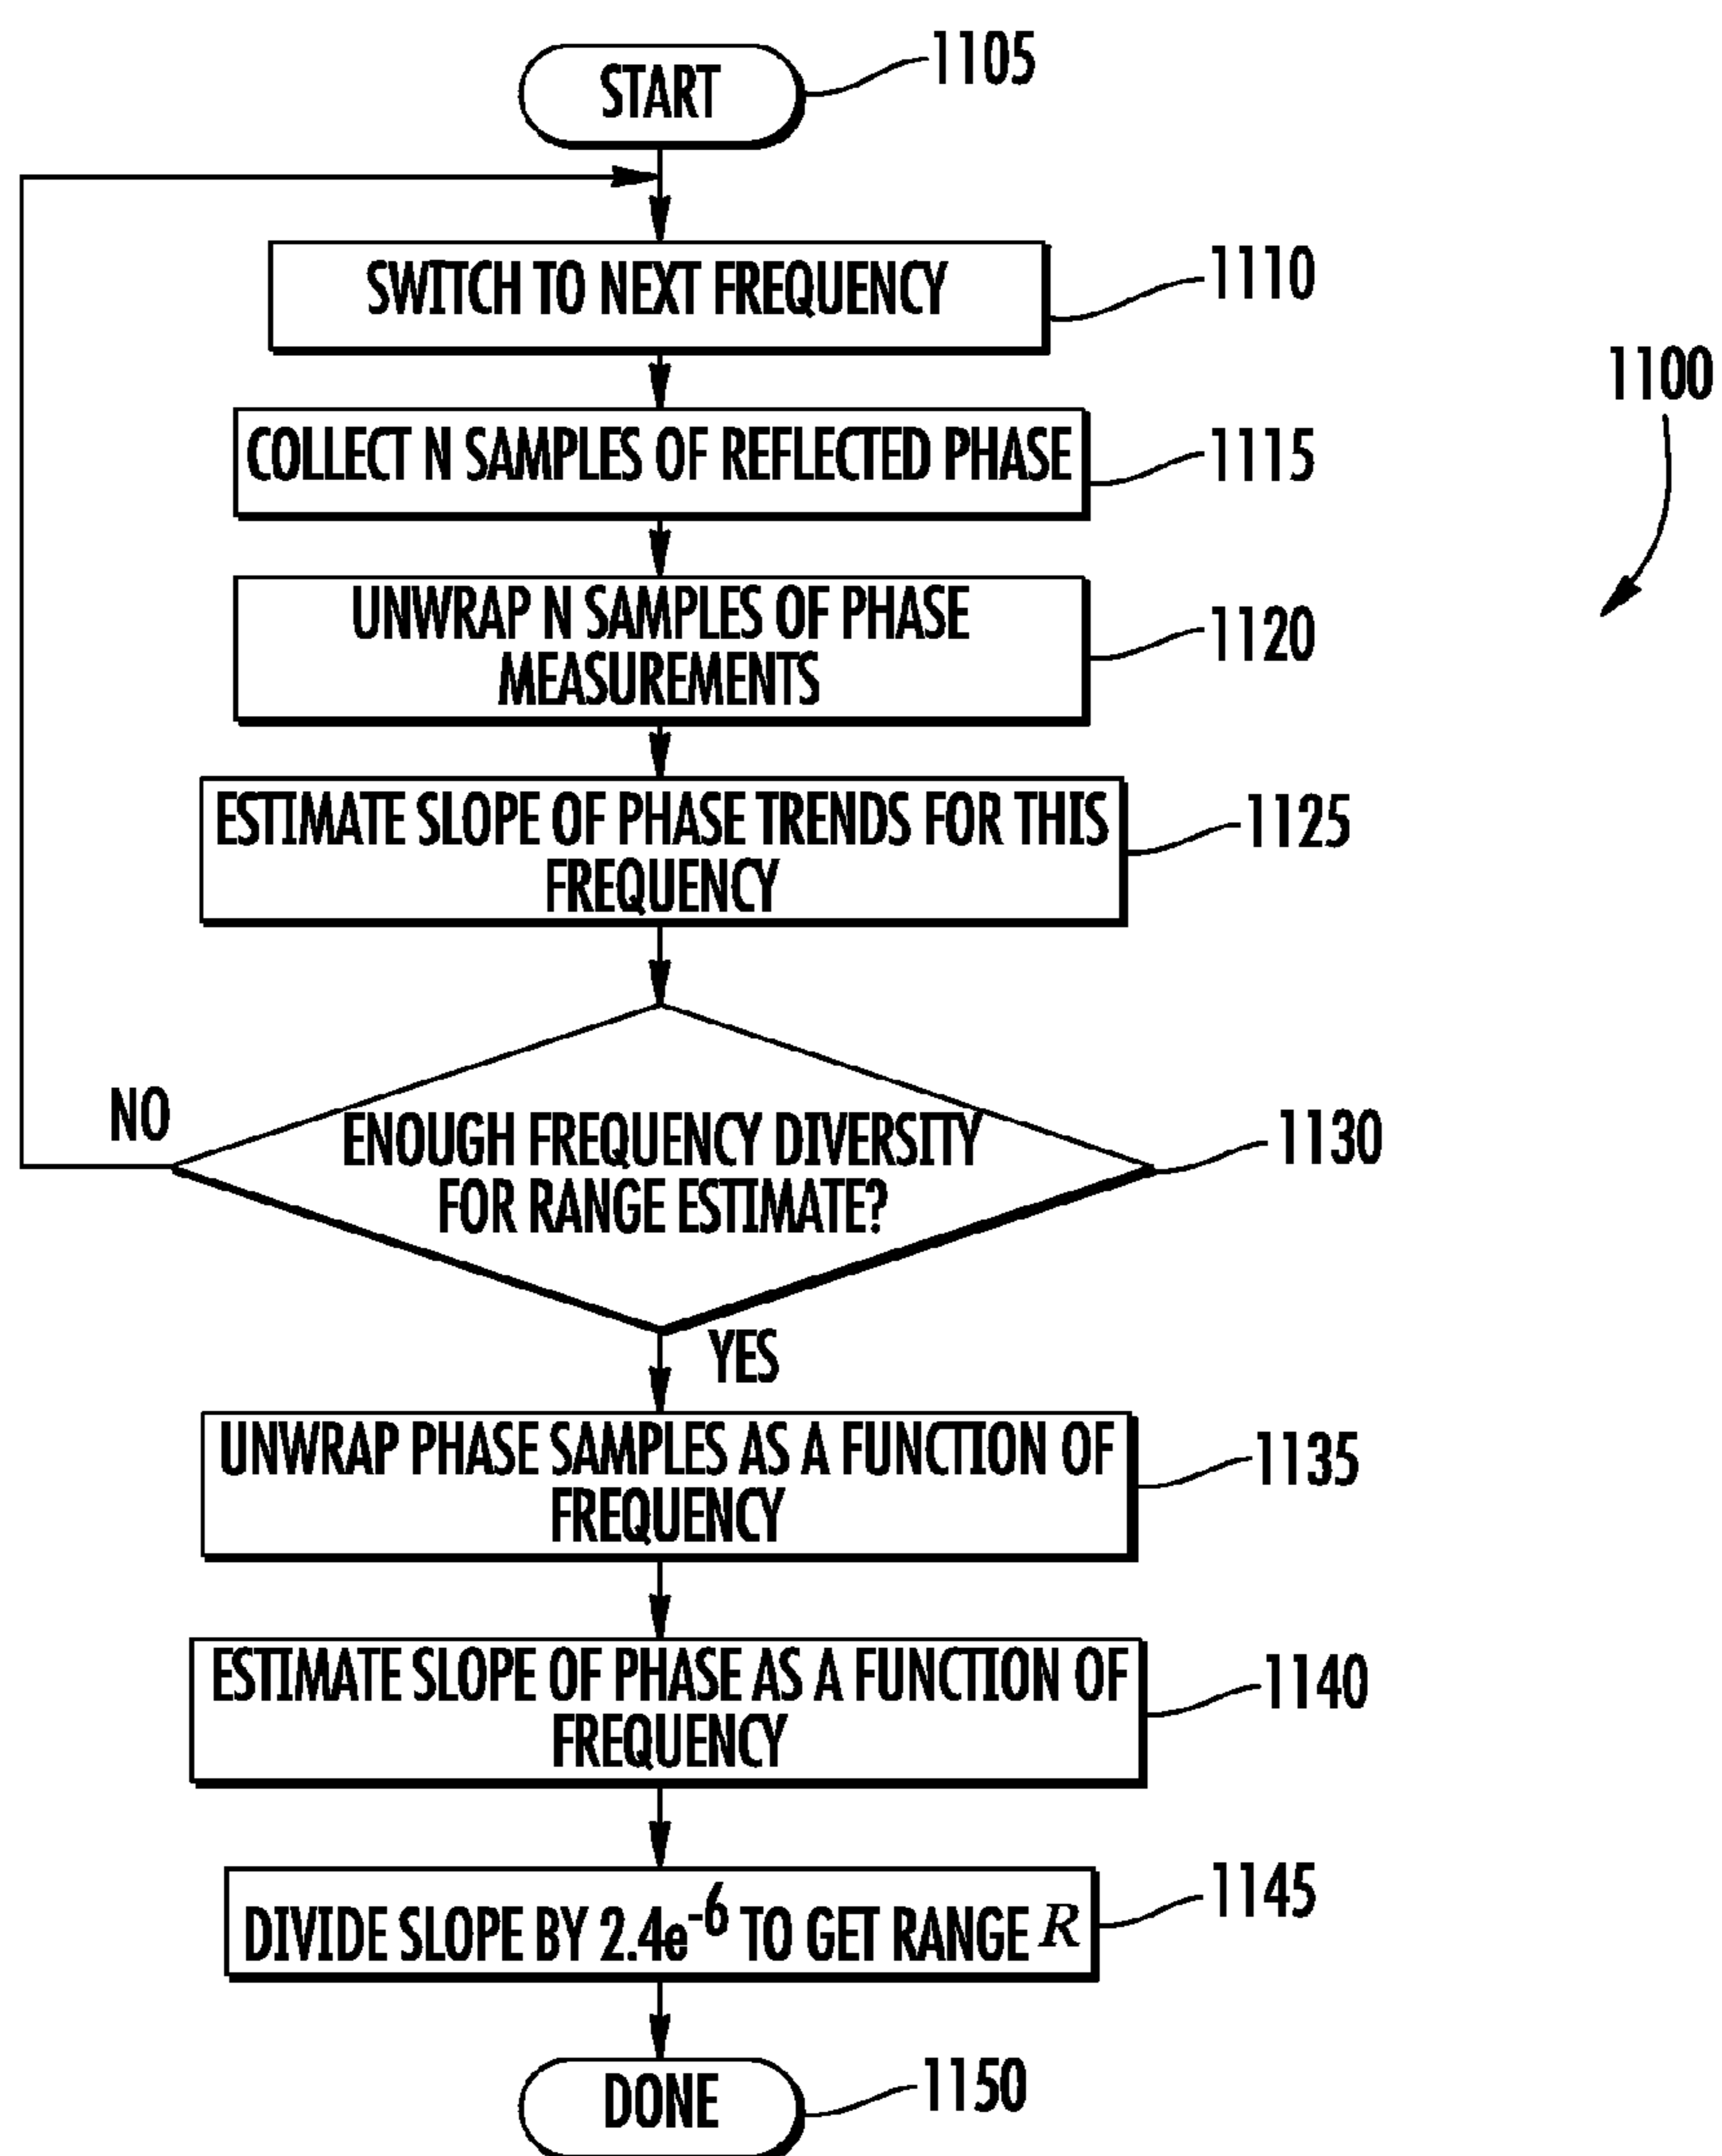 START
1105
SWITCH TO NEXT FREQUENCY
1110
1100
COLLECT N SAMPLES OF REFLECTED PHASE
1115
UNWRAP N SAMPLES OF PHASE
MEASUREMENTS
1120
ESTIMATE SLOPE OF PHASE TRENDS FOR THIS
FREQUENCY
1125
NO
ENOUGH FREQUENCY DIVERSITY
FOR RANGE ESTIMATE?
1130
YES
UNWRAP PHASE SAMPLES AS A FUNCTION OF
FREQUENCY
1135
ESTIMATE SLOPE OF PHASE AS A FUNCTION OF
FREQUENCY
1140
DIVIDE SLOPE BY 2.4e⁻⁶ TO GET RANGE R
1145
DONE
1150